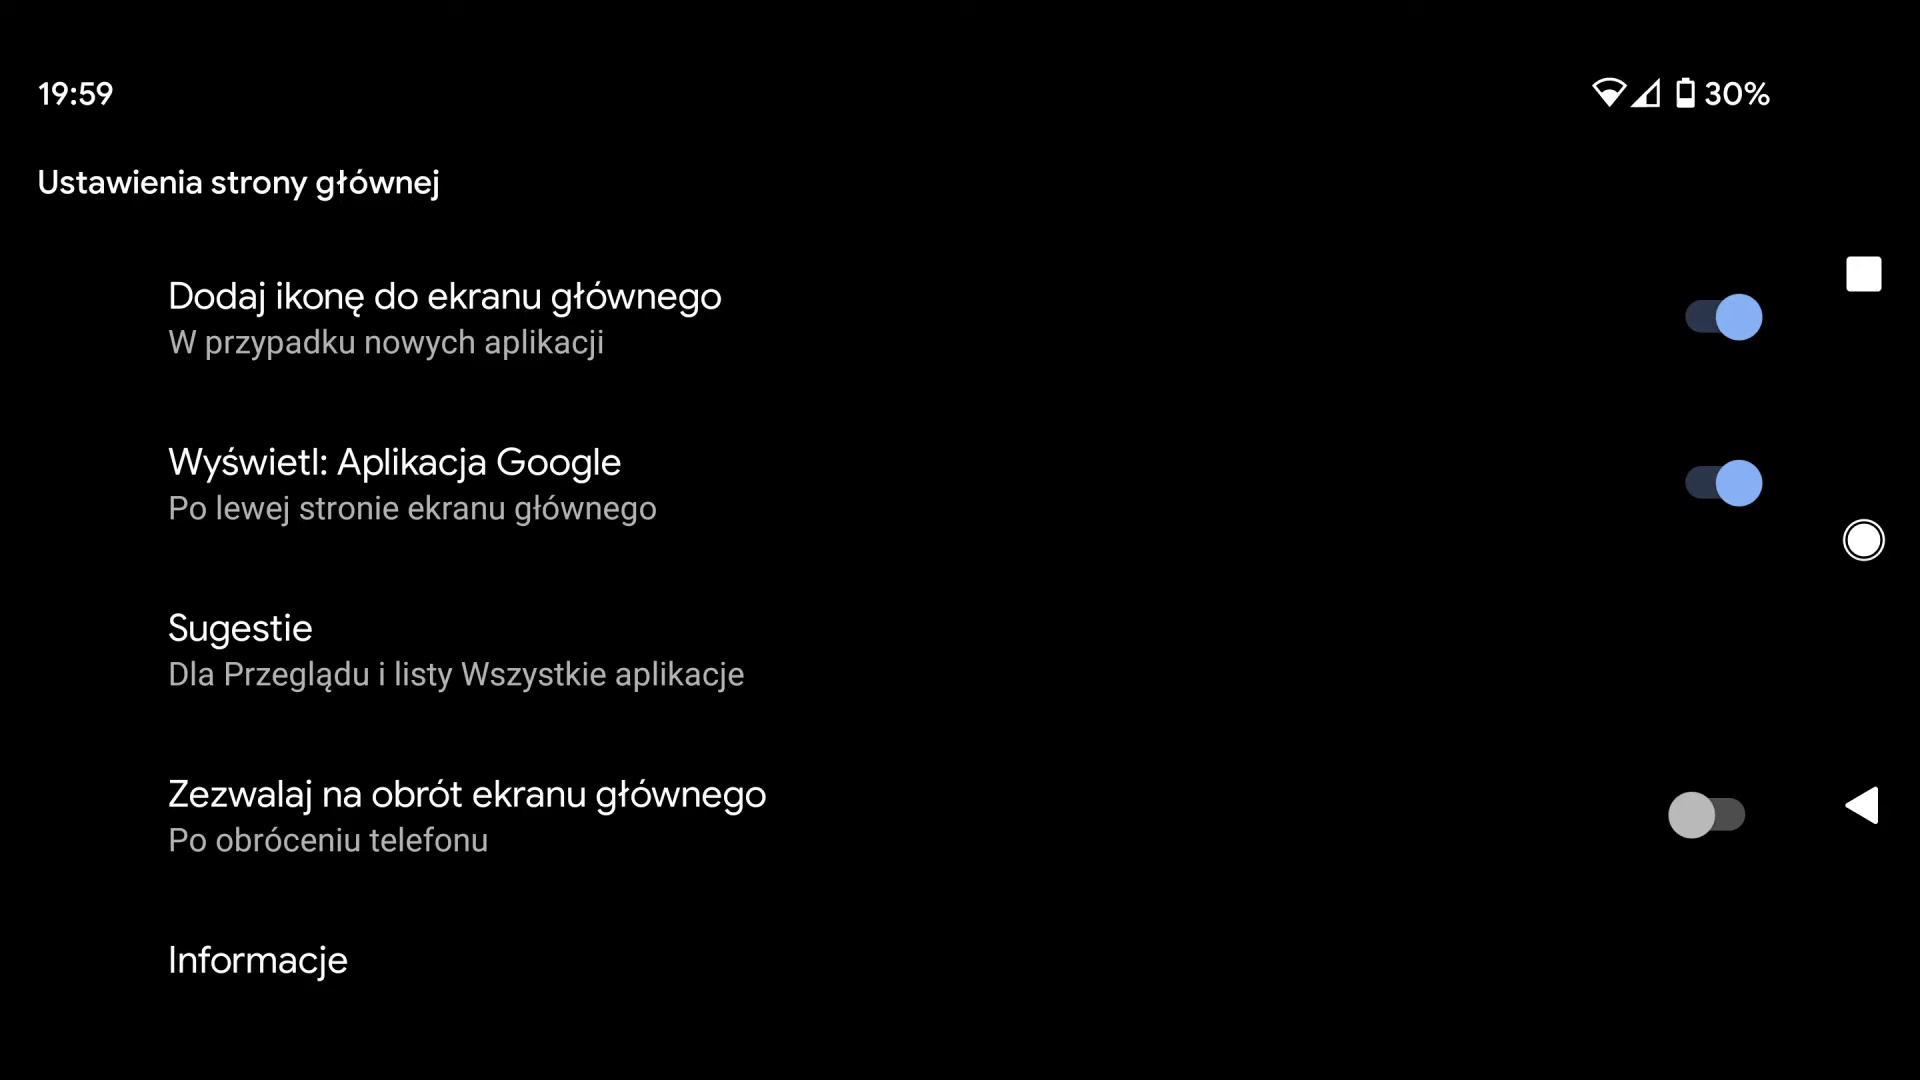 19:59
30%
Ustawienia strony głównej
Dodaj ikonę do ekranu głównego
W przypadku nowych aplikacji
Wyświetl: Aplikacja Google
Po lewej stronie ekranu głównego
Sugestie
Dla Przeglądu i listy Wszystkie aplikacje
Zezwalaj na obrót ekranu głównego
Po obróceniu telefonu
Informacje